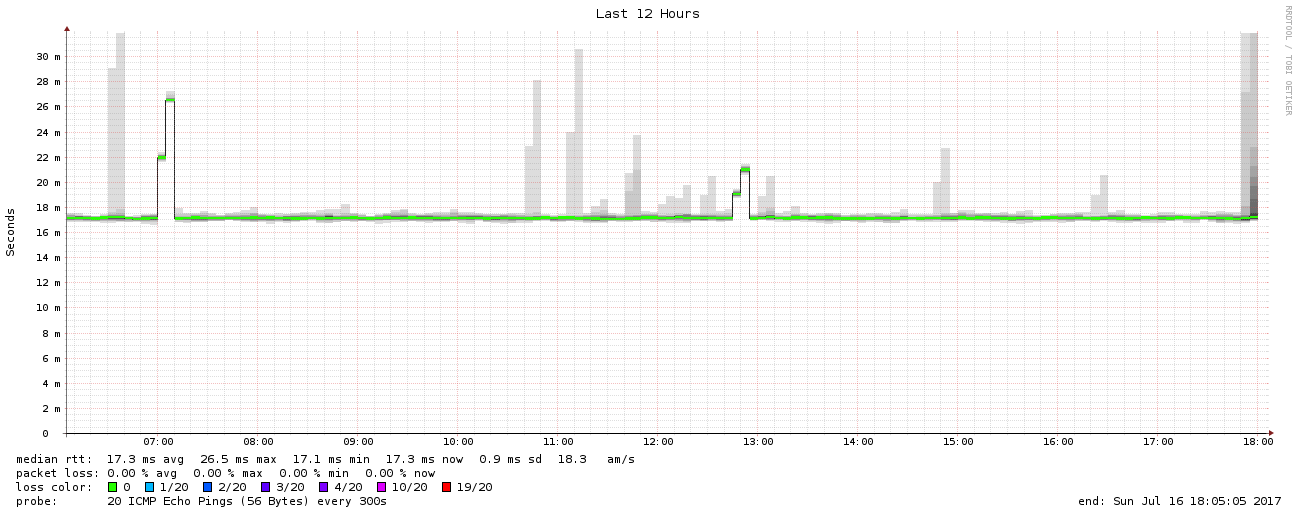 Last 12 Hours
RRDTOOL / TOBI OETIKER
Seconds
30 m
28 m
26 m
24 m
22 m
20 m
18 m
16 m
14 m
12 m
10 m
8 m
6 m
4 m
2 m
0
07:00 08:00 09:00 10:00 11:00 12:00 13:00 14:00 15:00 16:00 17:00 18:00
median rtt: 17.3 ms avg 26.5 ms max 17.1 ms min 17.3 ms now 0.9 ms sd 18.3 am/s
packet loss: 0.00 % avg 0.00 % max 0.00 % min 0.00 % now
loss color: 0 1/20 2/20 3/20 4/20 10/20 19/20
probe: 20 ICMP Echo Pings (56 Bytes) every 300s end: Sun Jul 16 18:05:05 2017